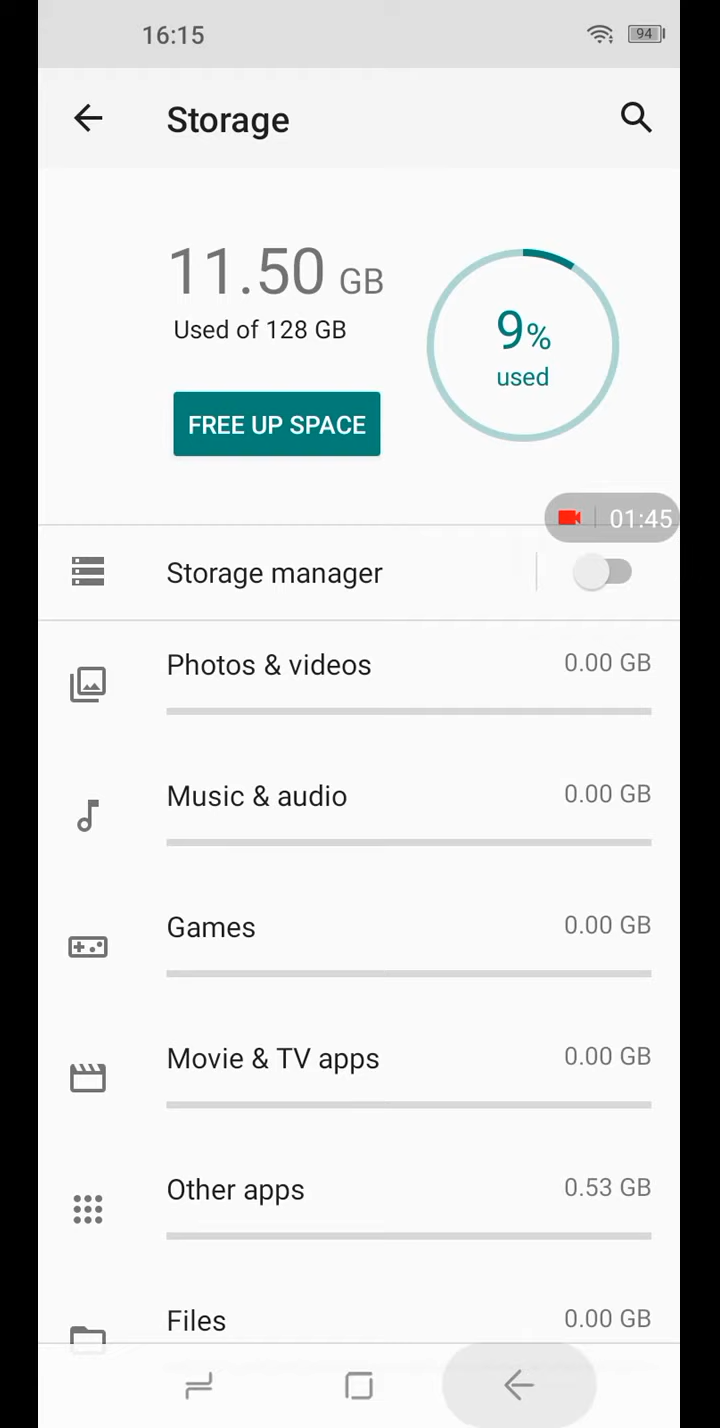 16:15
94
Storage
11.50 GB
Used of 128 GB
9%
used
FREE UP SPACE
01:45
Storage manager
Photos & videos
0.00 GB
Music & audio
0.00 GB
Games
0.00 GB
Movie & TV apps
0.00 GB
Other apps
0.53 GB
Files
0.00 GB